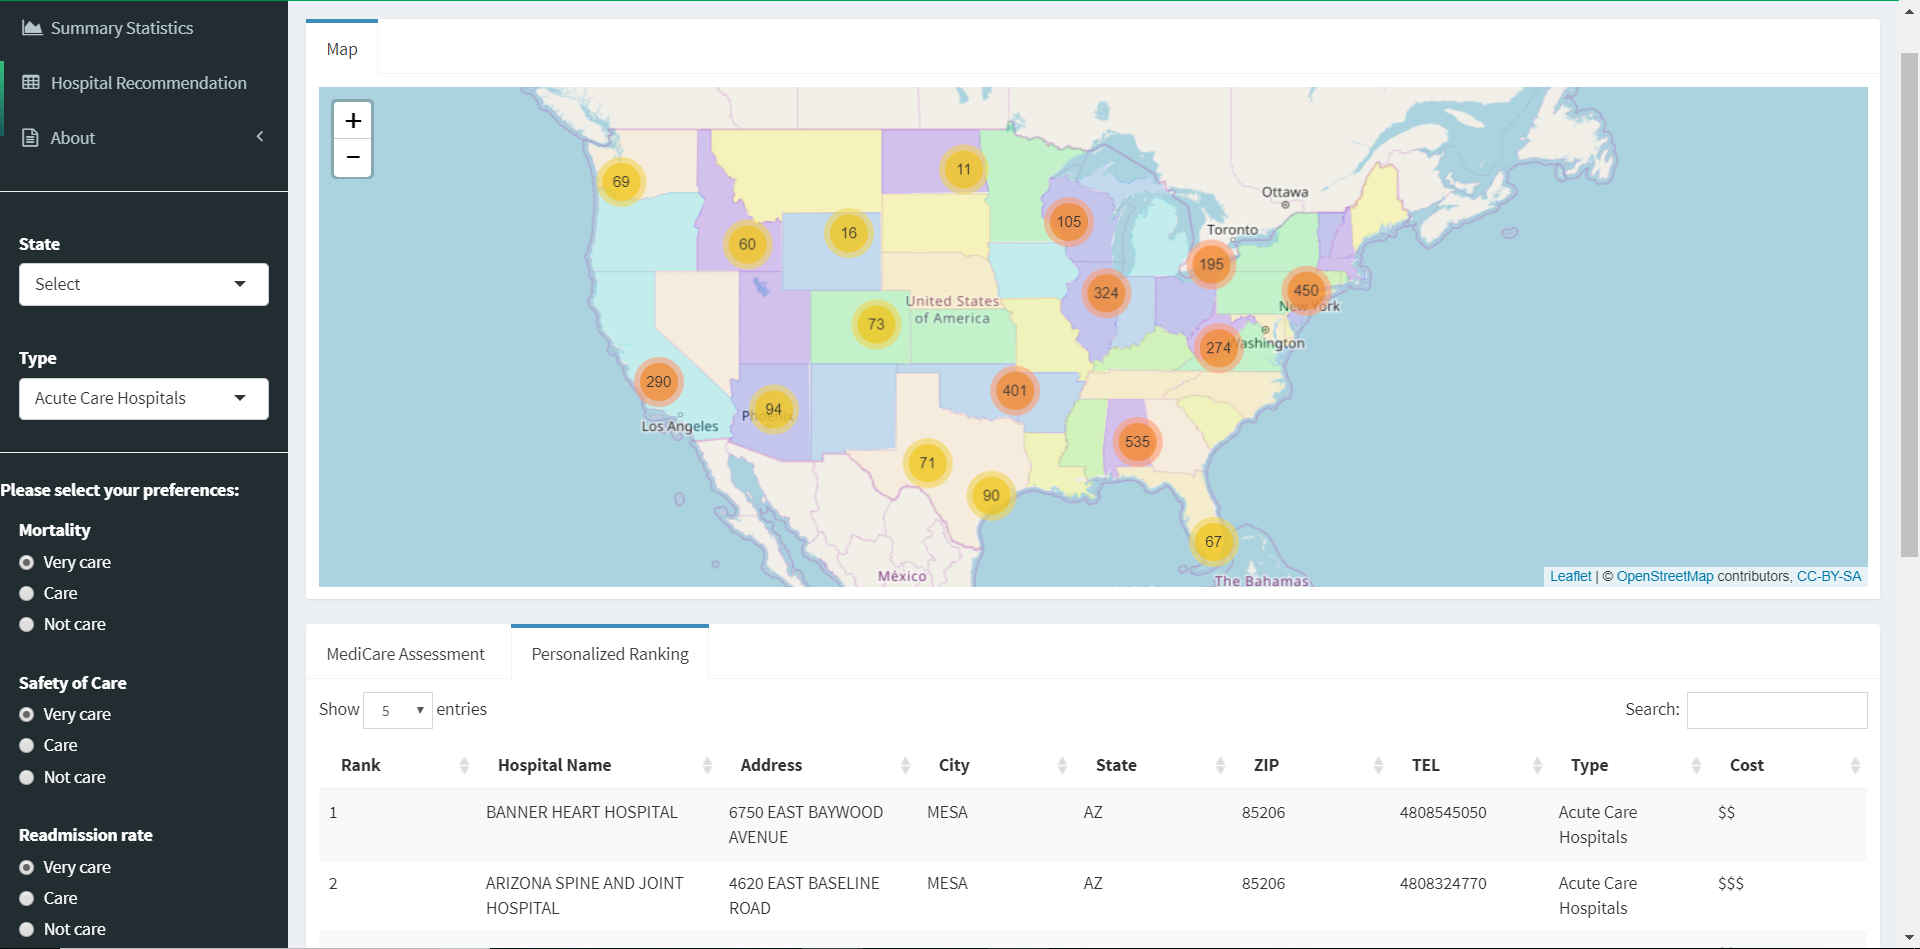 Summary Statistics
Hospital Recommendation
About
State
Select
Type
Acute Care Hospitals
Please select your preferences:
Mortality
Very care
Care
Not care
Safety of Care
Very care
Care
Not care
Readmission rate
Very care
Care
Not care
Map
+
−
69
11
16
60
105
Ottawa
Toronto
195
324
450
New York
United States
of America
73
274
Washington
290
94
Phoenix
401
Los Angeles
535
71
90
67
México
The Bahamas
Leaflet | © OpenStreetMap contributors, CC-BY-SA
MediCare Assessment
Personalized Ranking
Show 5 entries
Search:
Rank Hospital Name Address City State ZIP TEL Type Cost
1 BANNER HEART HOSPITAL 6750 EAST BAYWOOD MESA AZ 85206 4808545050 Acute Care $$
AVENUE Hospitals
2 ARIZONA SPINE AND JOINT 4620 EAST BASELINE MESA AZ 85206 4808324770 Acute Care $$$
HOSPITAL ROAD Hospitals